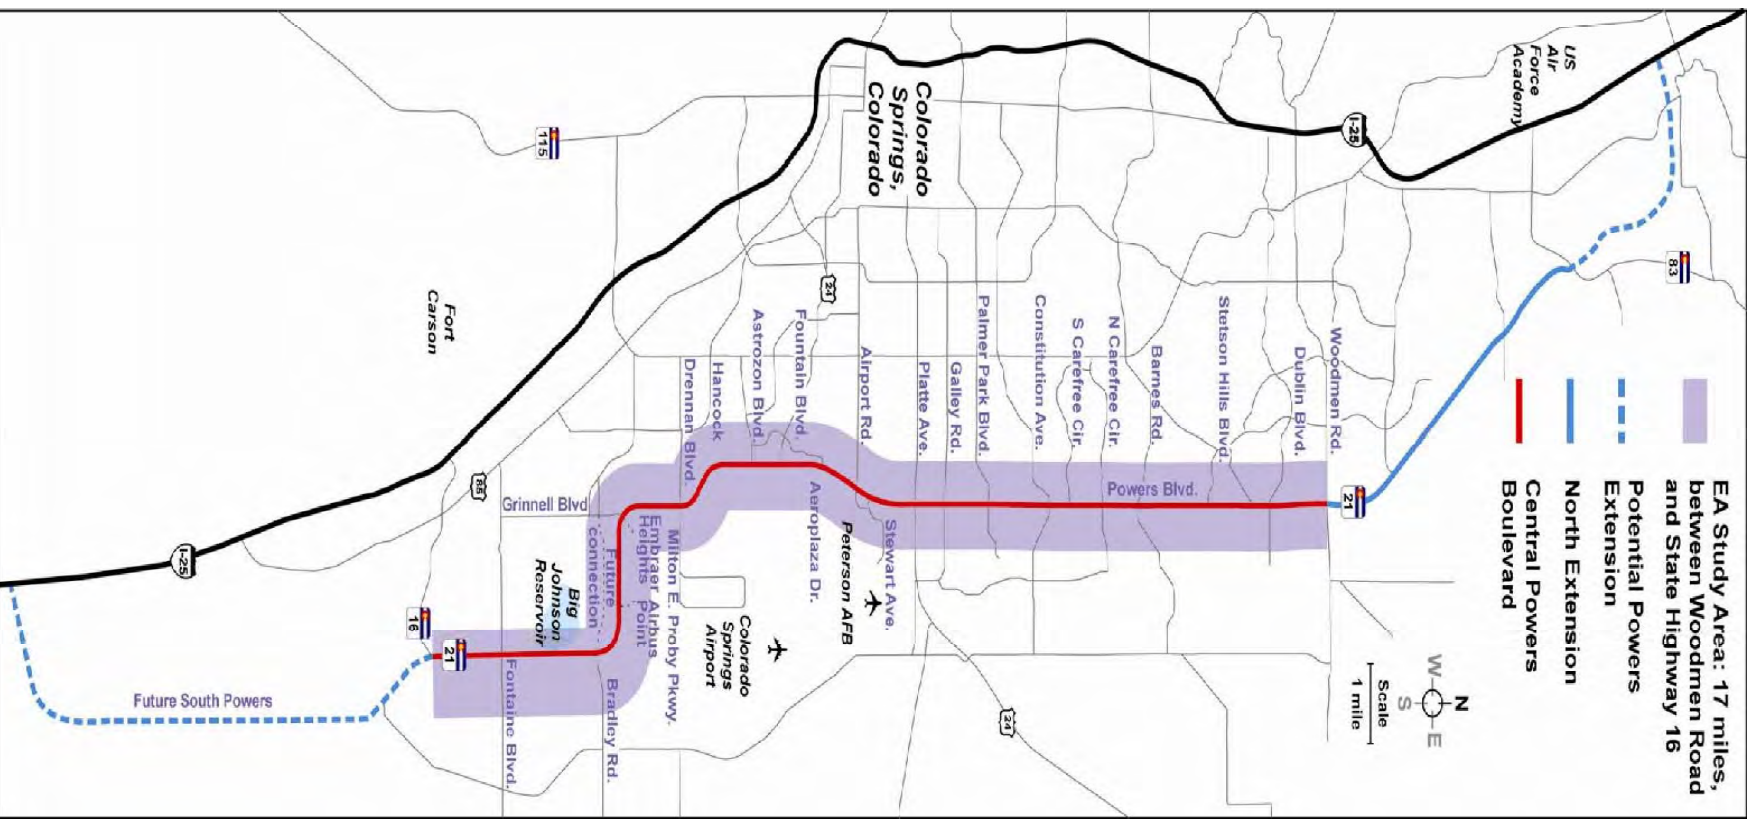 EA Study Area: 17 miles,
between Woodmen Road
and State Highway 16
Potential Powers
Extension
North Extension
Central Powers
Boulevard
N
W
E
S
Scale
1 mile
83
US
Air
Force
Academy
I-25
21
Woodmen Rd.
Dublin Blvd.
Stetson Hills Blvd.
Powers Blvd.
Barnes Rd.
N Carefree Cir.
S Carefree Cir.
Constitution Ave.
Palmer Park Blvd.
Galley Rd.
Platte Ave.
24
Colorado
Springs,
Colorado
Stewart Ave.
Airport Rd.
Peterson AFB
24
Aeroplaza Dr.
Fountain Blvd.
Astrozon Blvd.
Colorado
Springs
Airport
Hancock
Drennan Blvd.
Milton E. Proby Pkwy.
Embraer Airbus
Heights Point
Future
connection
Bradley Rd.
Grinnell Blvd
Big
Johnson
Reservoir
115
Fontaine Blvd.
85
Fort
Carson
21
16
Future South Powers
I-25